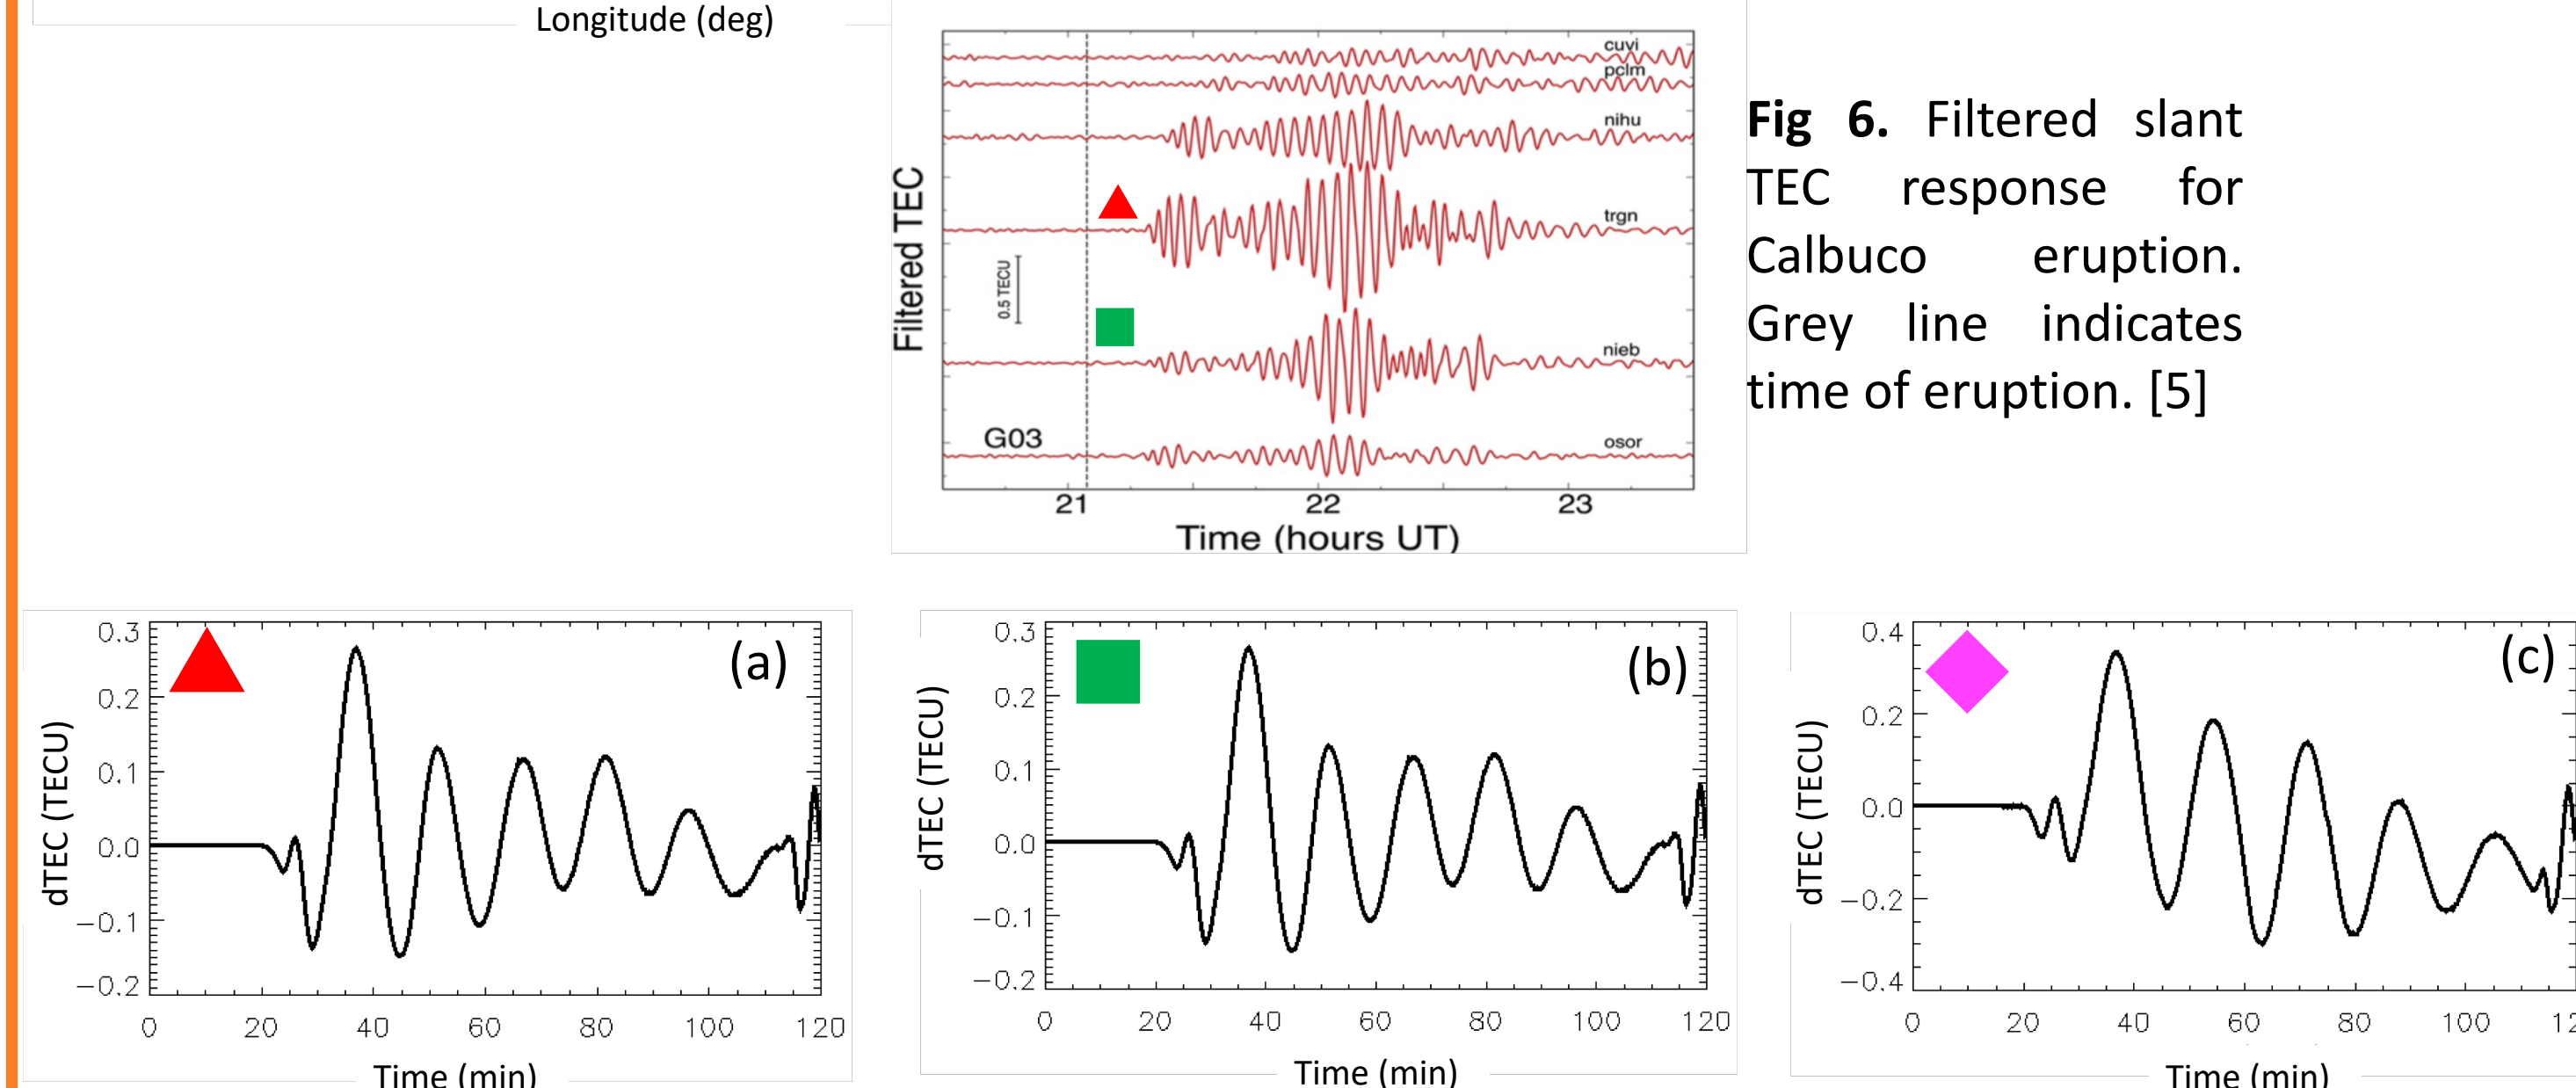 Longitude (deg)
cuvi
pclm
nihu
trgn
nieb
osor
Filtered TEC
0.5 TECU
G03
21 22 23
Time (hours UT)
Fig 6. Filtered slant
TEC response for
Calbuco eruption.
Grey line indicates
time of eruption. [5]
(a)
0.3
0.2
0.1
0.0
−0.1
−0.2
dTEC (TECU)
0 20 40 60 80 100 120
Time (min)
(b)
0.3
0.2
0.1
0.0
−0.1
−0.2
dTEC (TECU)
0 20 40 60 80 100 120
Time (min)
(c)
0.4
0.2
0.0
−0.2
−0.4
dTEC (TECU)
0 20 40 60 80 100
Time (min)